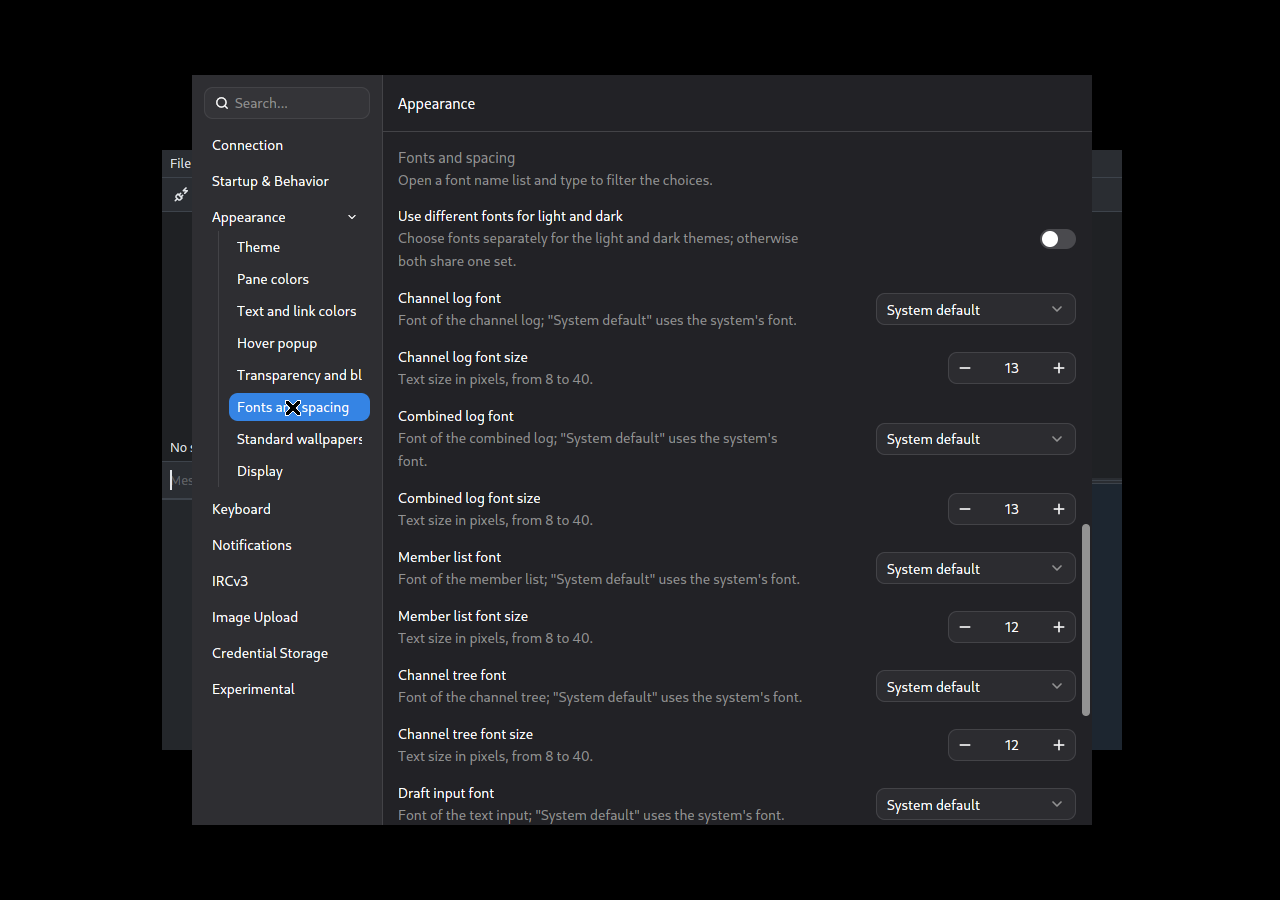 Search...
Connection
Startup & Behavior
Appearance
Theme
Pane colors
Text and link colors
Hover popup
Transparency and bl
Fonts spacing
Standard wallpapers
Display
Keyboard
Notifications
IRCv3
Image Upload
Credential Storage
Experimental
File
No
Appearance
Fonts and spacing
Open a font name list and type to filter the choices.
Use different fonts for light and dark
Choose fonts separately for the light and dark themes; otherwise
both share one set.
Channel log font
Font of the channel log; "System default" uses the system's font.
System default
Channel log font size
Text size in pixels, from 8 to 40.
− 13 +
Combined log font
Font of the combined log; "System default" uses the system's
font.
System default
Combined log font size
Text size in pixels, from 8 to 40.
− 13 +
Member list font
Font of the member list; "System default" uses the system's font.
System default
Member list font size
Text size in pixels, from 8 to 40.
− 12 +
Channel tree font
Font of the channel tree; "System default" uses the system's font.
System default
Channel tree font size
Text size in pixels, from 8 to 40.
− 12 +
Draft input font
Font of the text input; "System default" uses the system's font.
System default